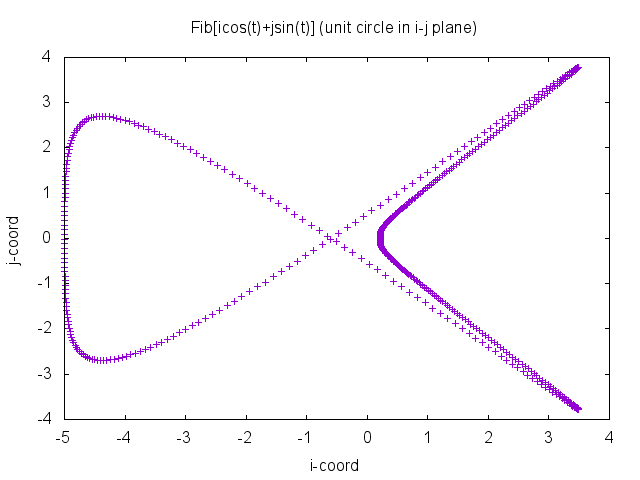 Fib[icos(t)+jsin(t)] (unit circle in i-j plane)
4
3
2
1
0
-1
-2
-3
-4
j-coord
-5 -4 -3 -2 -1 0 1 2 3 4
i-coord